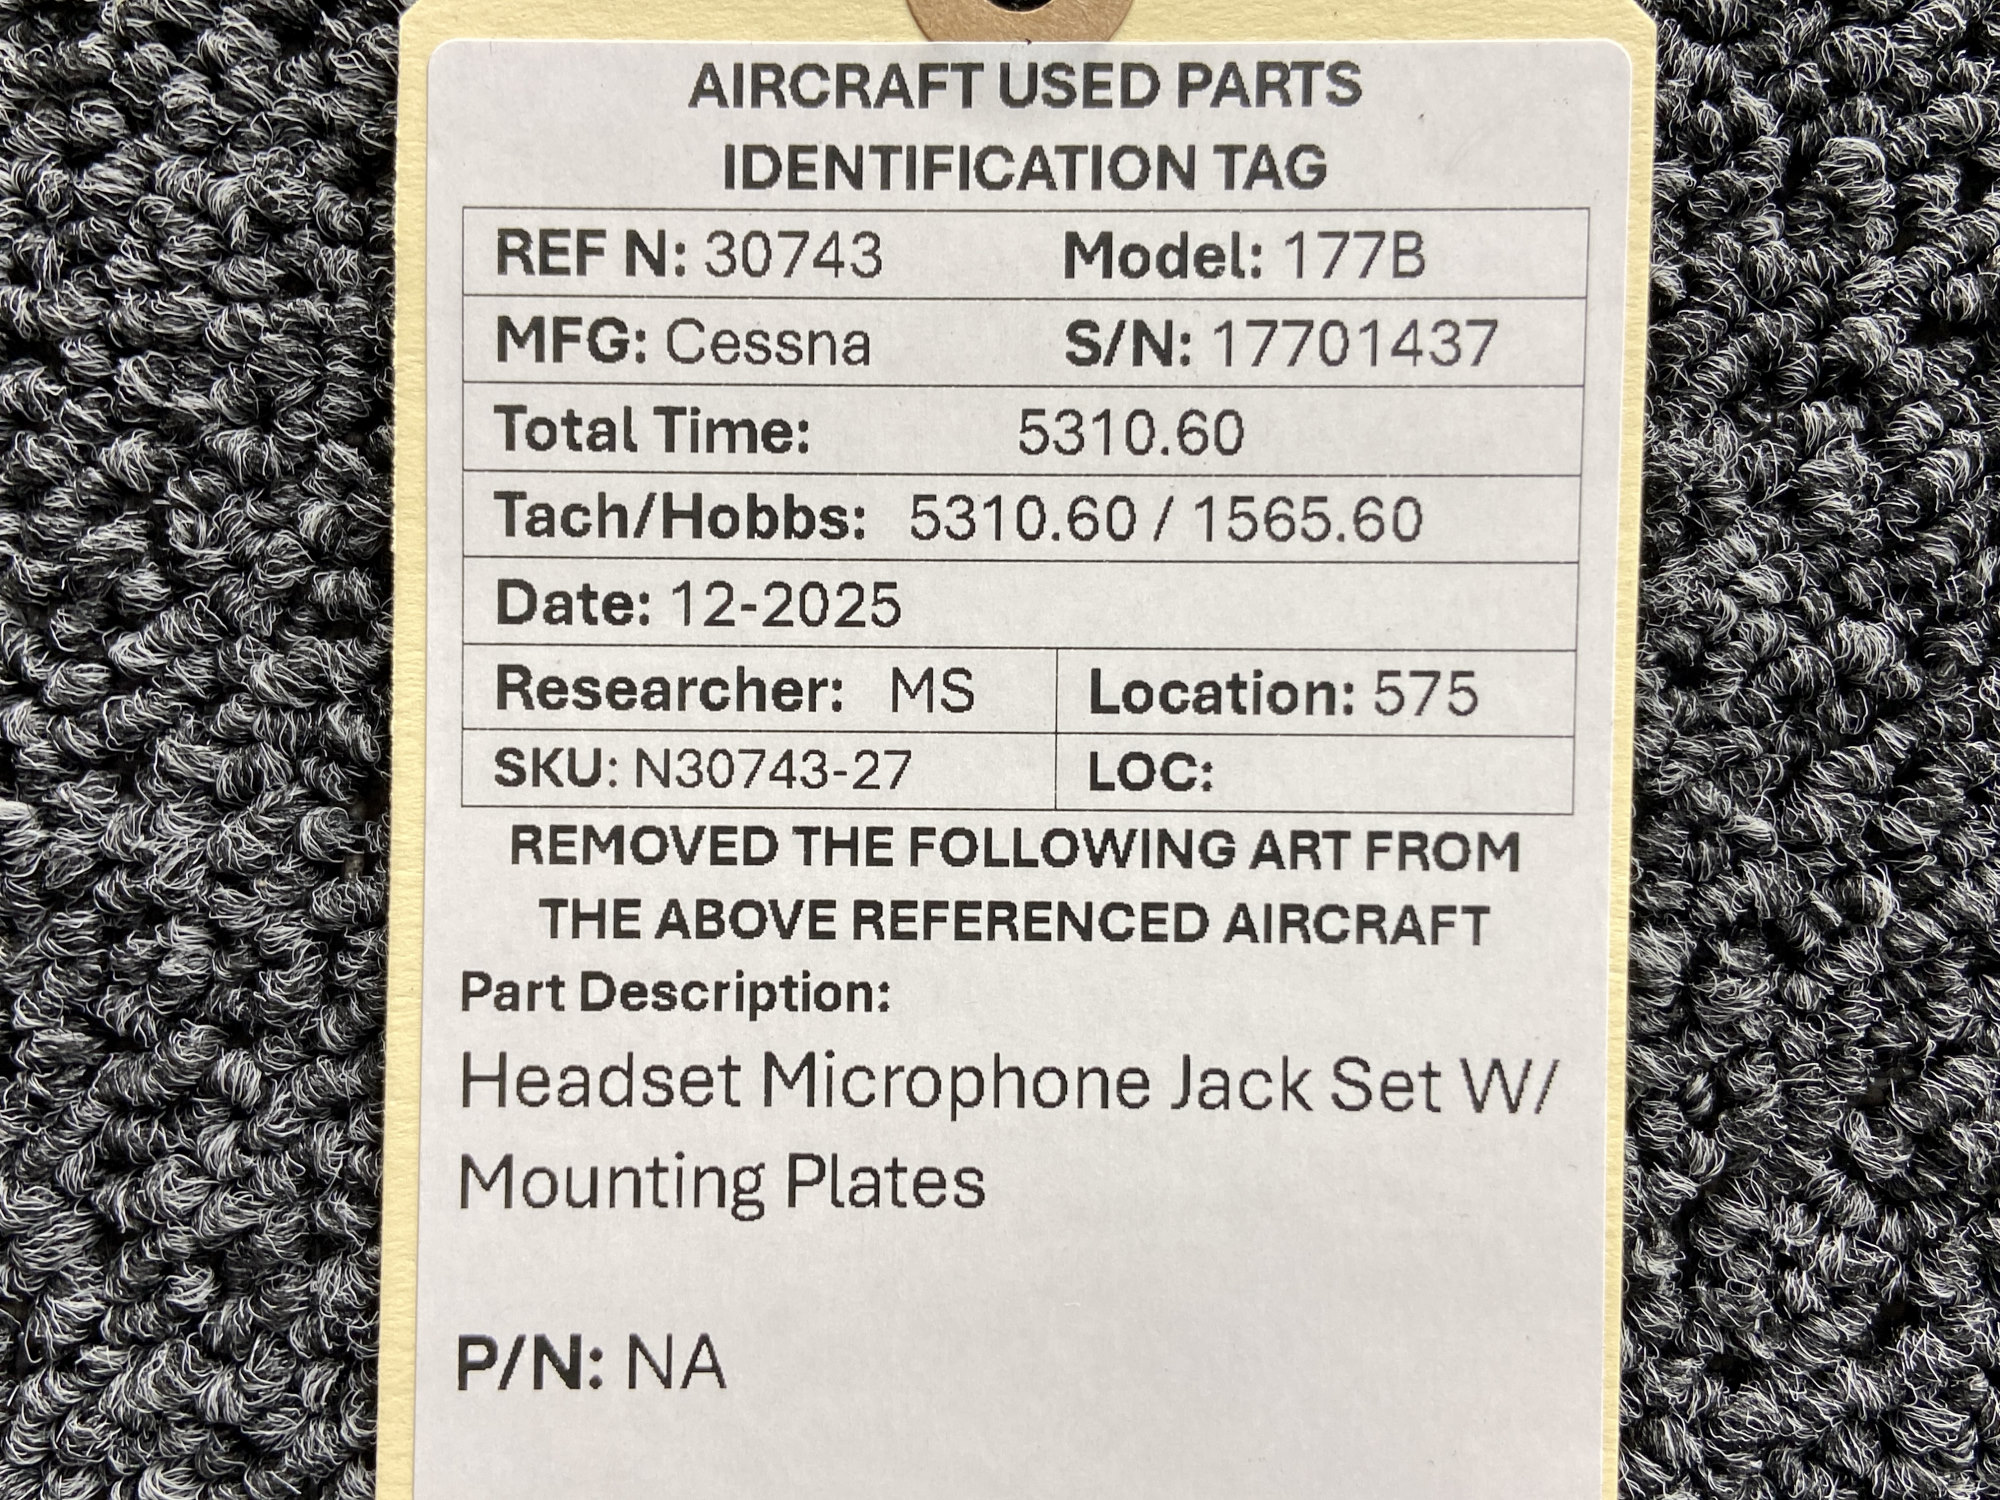 AIRCRAFT USED PARTS
IDENTIFICATION TAG
REF N: 30743 Model: 177B
MFG: Cessna S/N: 17701437
Total Time: 5310.60
Tach/Hobbs: 5310.60 / 1565.60
Date: 12-2025
Researcher: MS Location: 575
SKU: N30743-27 LOC:
REMOVED THE FOLLOWING ART FROM
THE ABOVE REFERENCED AIRCRAFT
Part Description:
Headset Microphone Jack Set W/
Mounting Plates
P/N: NA